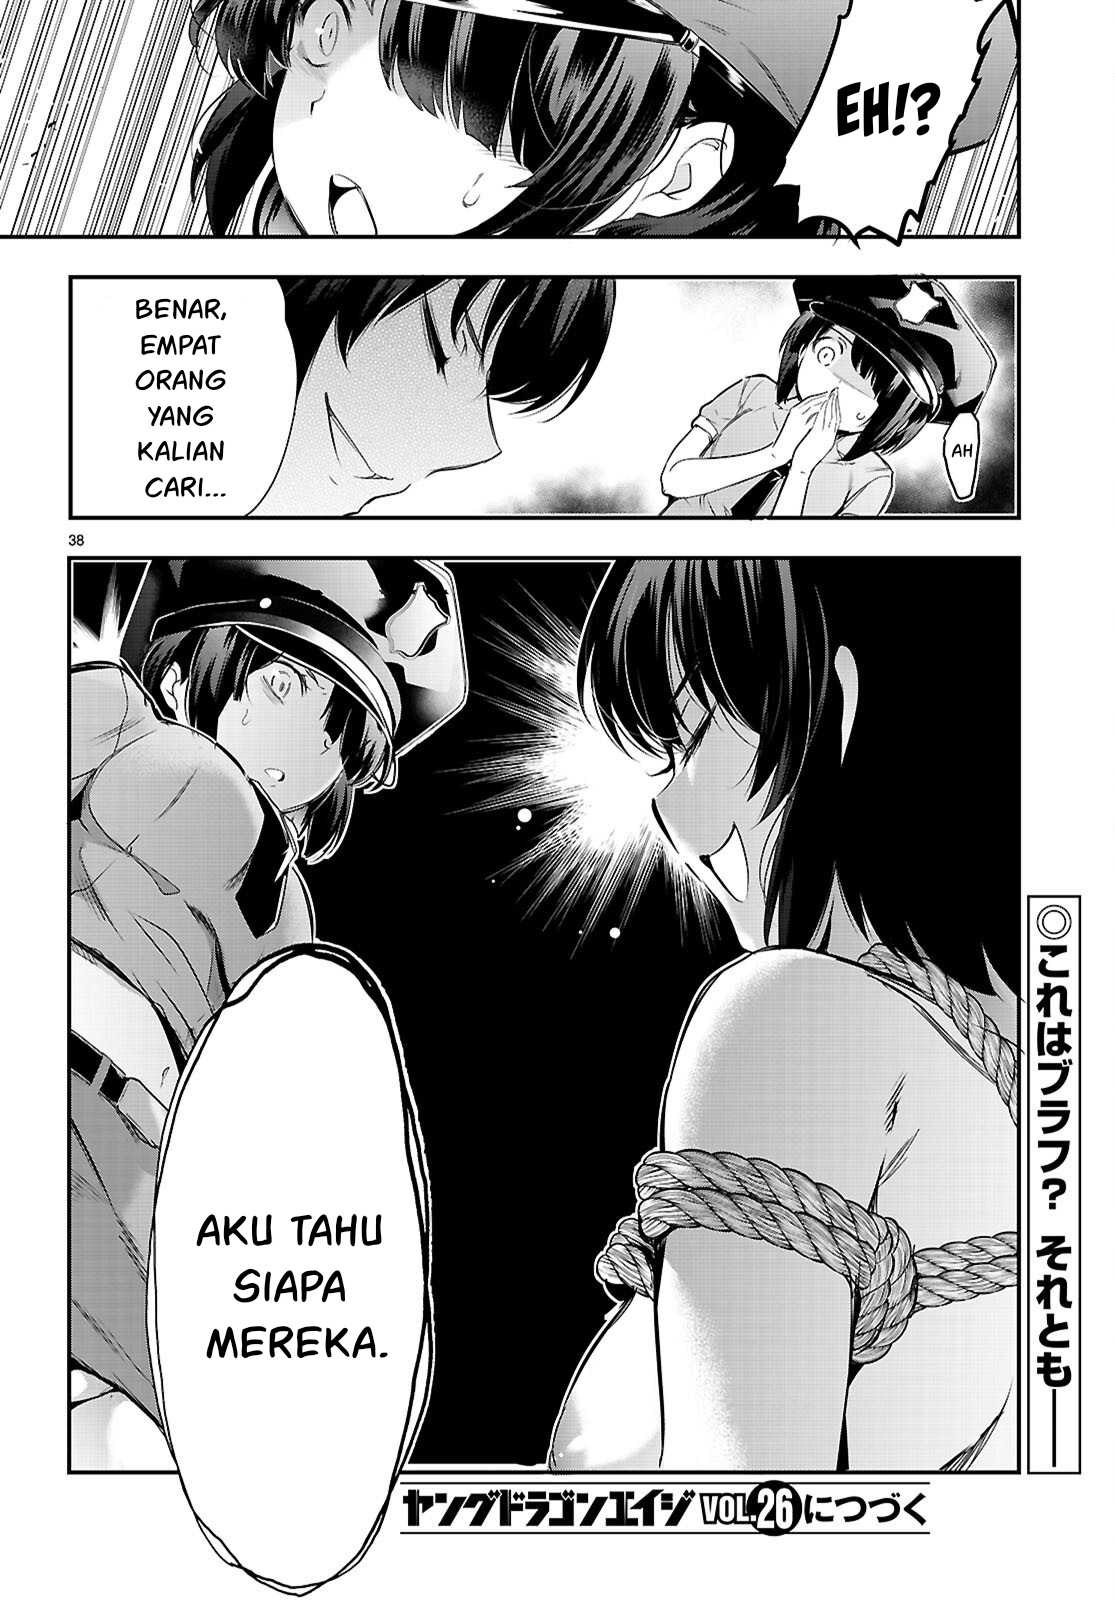 EH!?
AH
BENAR,
EMPAT
ORANG
YANG
KALIAN
CARI...
38
AKU TAHU
SIAPA
MEREKA.
◎これはブラフ? それとも――
ヤングドラゴンエイジ VOL.26につづく